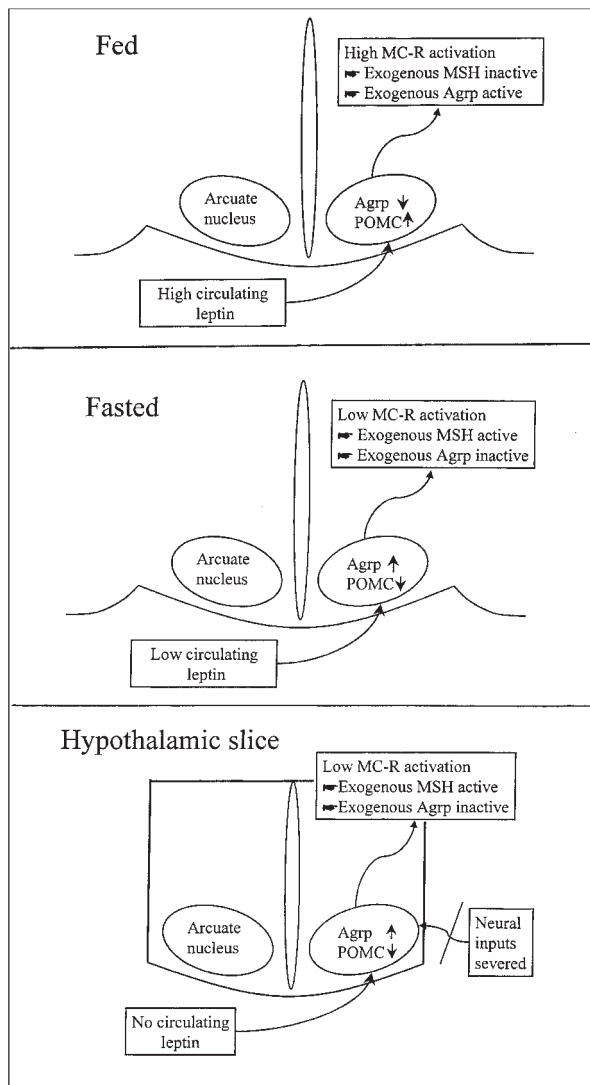 Fed
High MC-R activation
☛ Exogenous MSH inactive
☛ Exogenous Agrp active
Arcuate
nucleus
Agrp ↓
POMC ↑
High circulating
leptin
Fasted
Low MC-R activation
☛ Exogenous MSH active
☛ Exogenous Agrp inactive
Arcuate
nucleus
Agrp ↑
POMC ↓
Low circulating
leptin
Hypothalamic slice
Low MC-R activation
☛ Exogenous MSH active
☛ Exogenous Agrp inactive
Arcuate
nucleus
Agrp ↑
POMC ↓
Neural
inputs
severed
No circulating
leptin